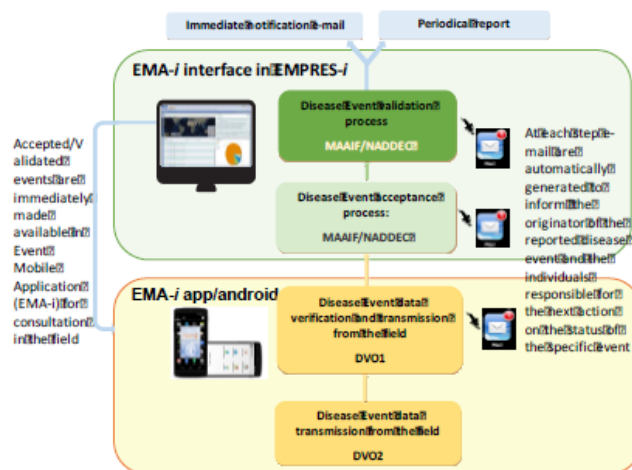 Immediate notification e-mail
Periodical report
EMA-i interface in EMPRES-i
Disease Event validation
process
MAAIF/NADDEC
Disease Event acceptance
process:
MAAIF/NADDEC
Accepted/V
alidated
events are
immediately
made
available in
Event
Mobile
Application
(EMA-i) for
consultation
in the field
At each step e-
mail are
automatically
generated to
inform the
originator of the
reported disease
event and the
individuals
responsible for
the next action
on the status of
the specific event
EMA-i app/android
Disease Event data
verification and transmission
from the field
DVO1
Disease Event data
transmission from the field
DVO2